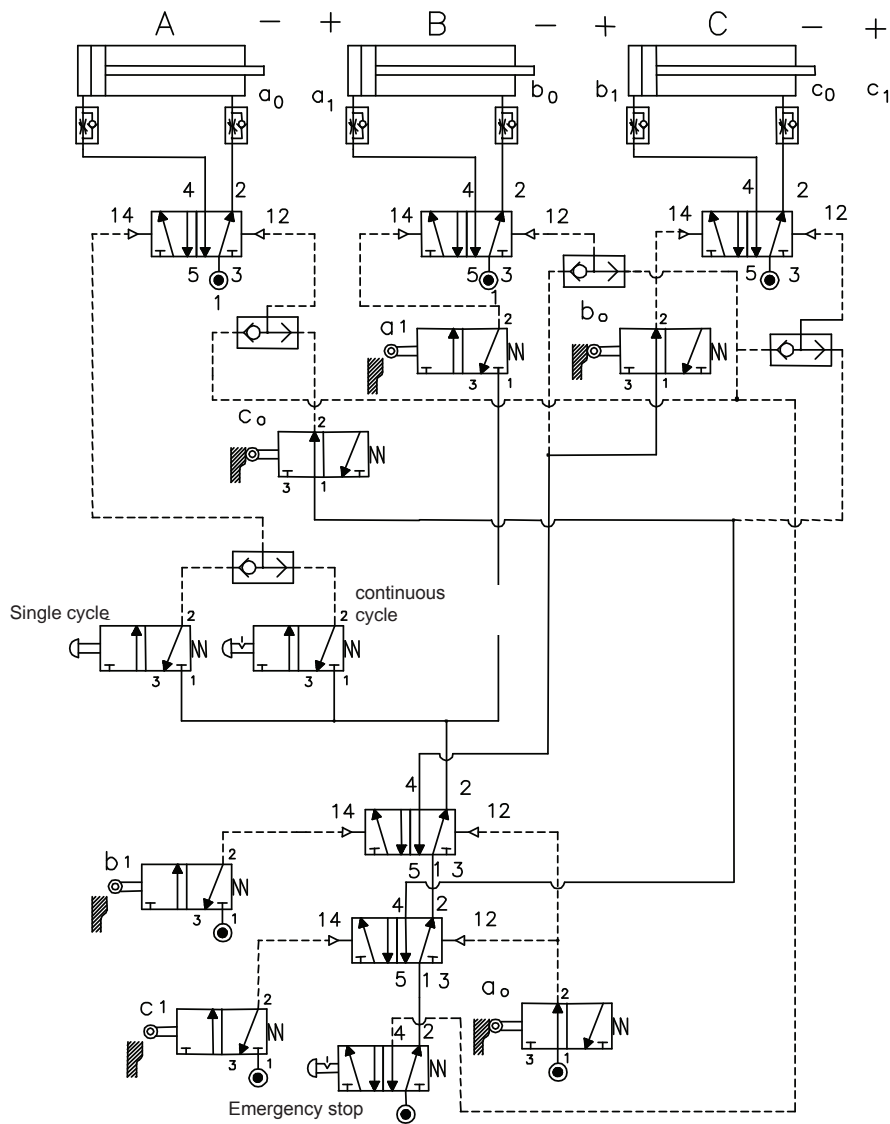 A − + B − + C − +
a0 a1 b0 b1 c0 c1
4 2 4 2 4 2
14 12 14 12 14 12
5 3 5 3 5 3
1 1
a1 2 b0 2
3 1 3 1
c0 2
3 1
continuous
cycle
Single cycle
2 2
3 1 3 1
4 2
14 12
b1 2
5 1 3
3 1
4 2
14 12
5 1 3
c1 2 a0 2
3 1 3 1
4 2
Emergency stop